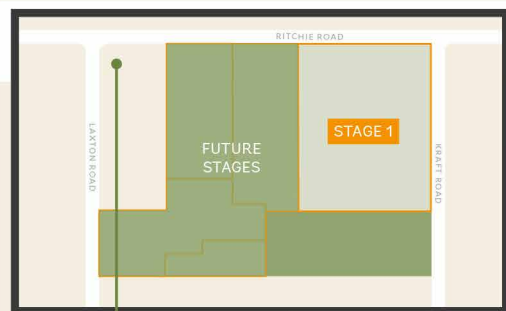 RITCHIE ROAD
STAGE 1
LAXTON ROAD
FUTURE
STAGES
KRAFT ROAD